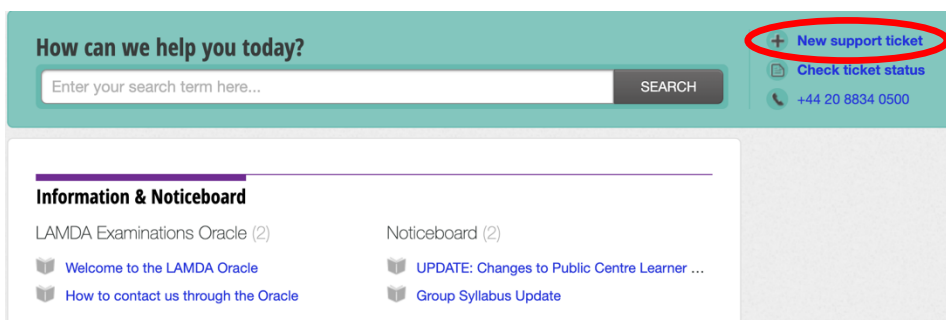 How can we help you today?
Enter your search term here...
SEARCH
New support ticket
Check ticket status
+44 20 8834 0500
Information & Noticeboard
LAMDA Examinations Oracle (2)
Welcome to the LAMDA Oracle
How to contact us through the Oracle
Noticeboard (2)
UPDATE: Changes to Public Centre Learner ...
Group Syllabus Update